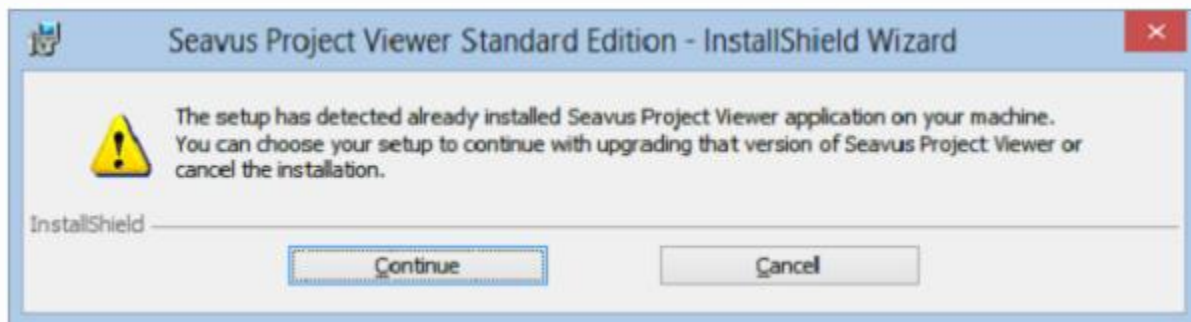 Seavus Project Viewer Standard Edition - InstallShield Wizard
The setup has detected already installed Seavus Project Viewer application on your machine.
You can choose your setup to continue with upgrading that version of Seavus Project Viewer or
cancel the installation.
InstallShield
Continue
Cancel